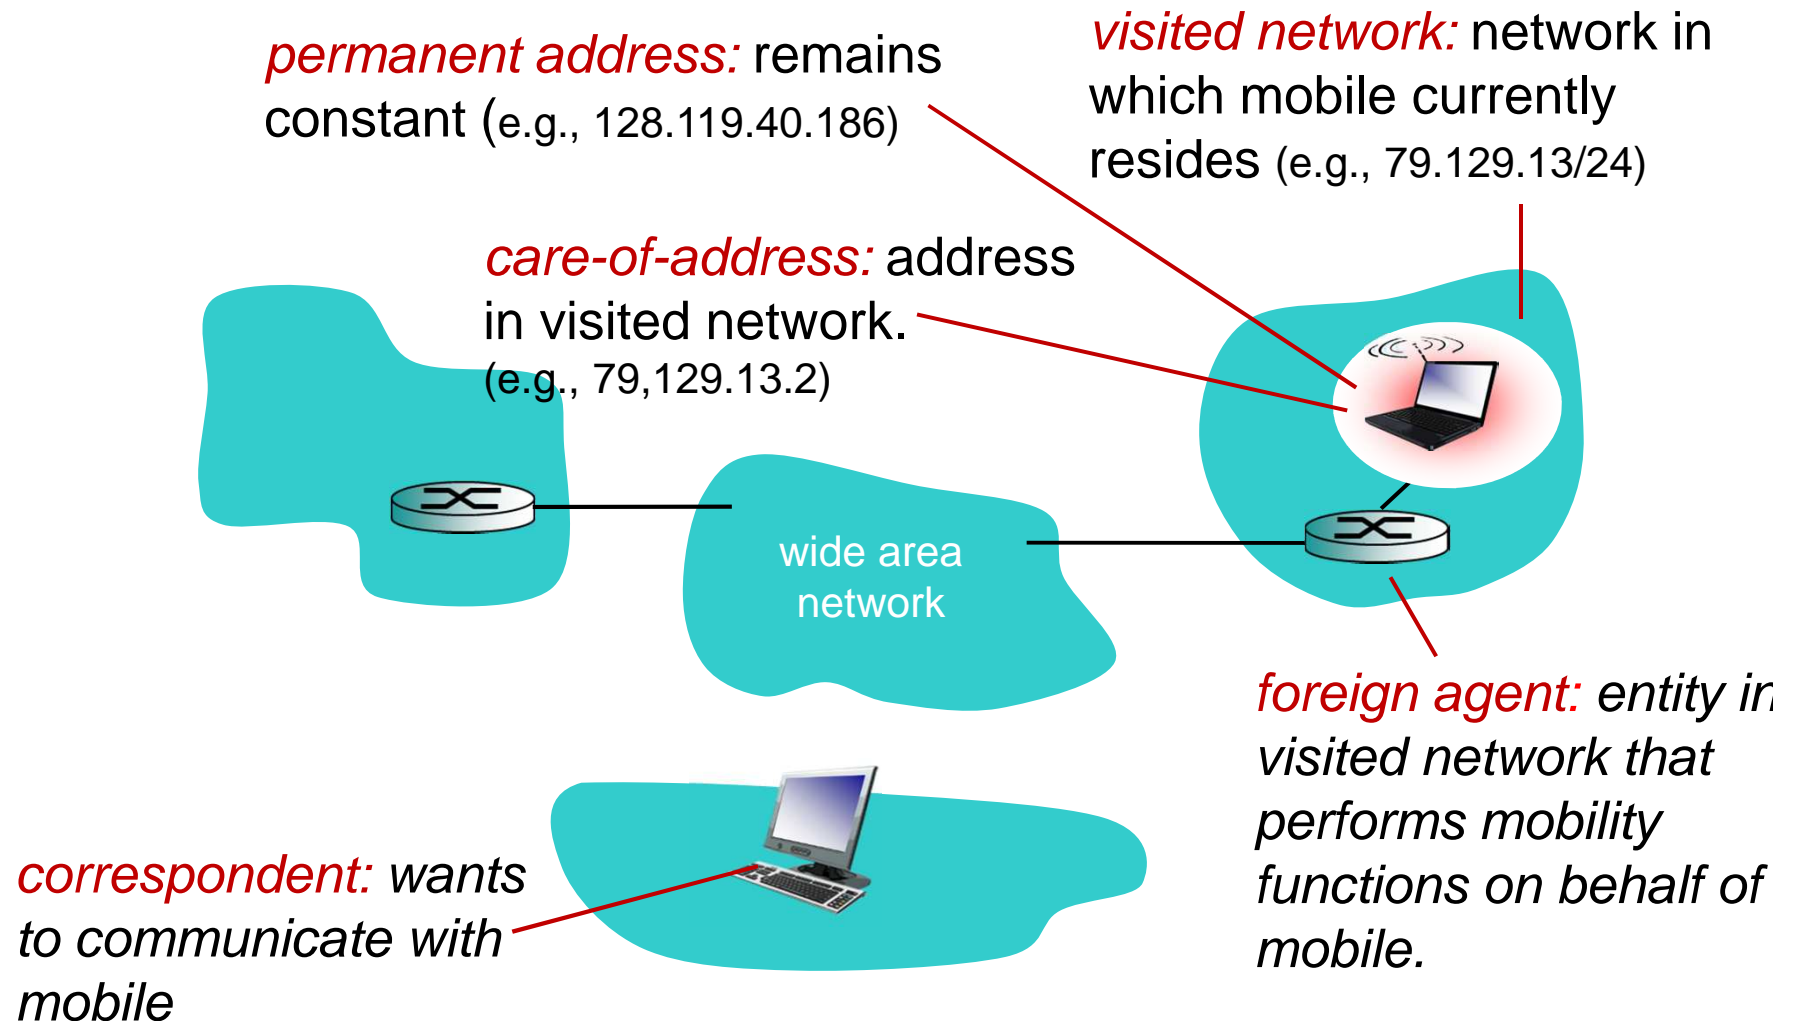 permanent address: remains
constant (e.g., 128.119.40.186)
visited network: network in
which mobile currently
resides (e.g., 79.129.13/24)
care-of-address: address
in visited network.
(e.g., 79,129.13.2)
wide area
network
foreign agent: entity in
visited network that
performs mobility
functions on behalf of
mobile.
correspondent: wants
to communicate with
mobile